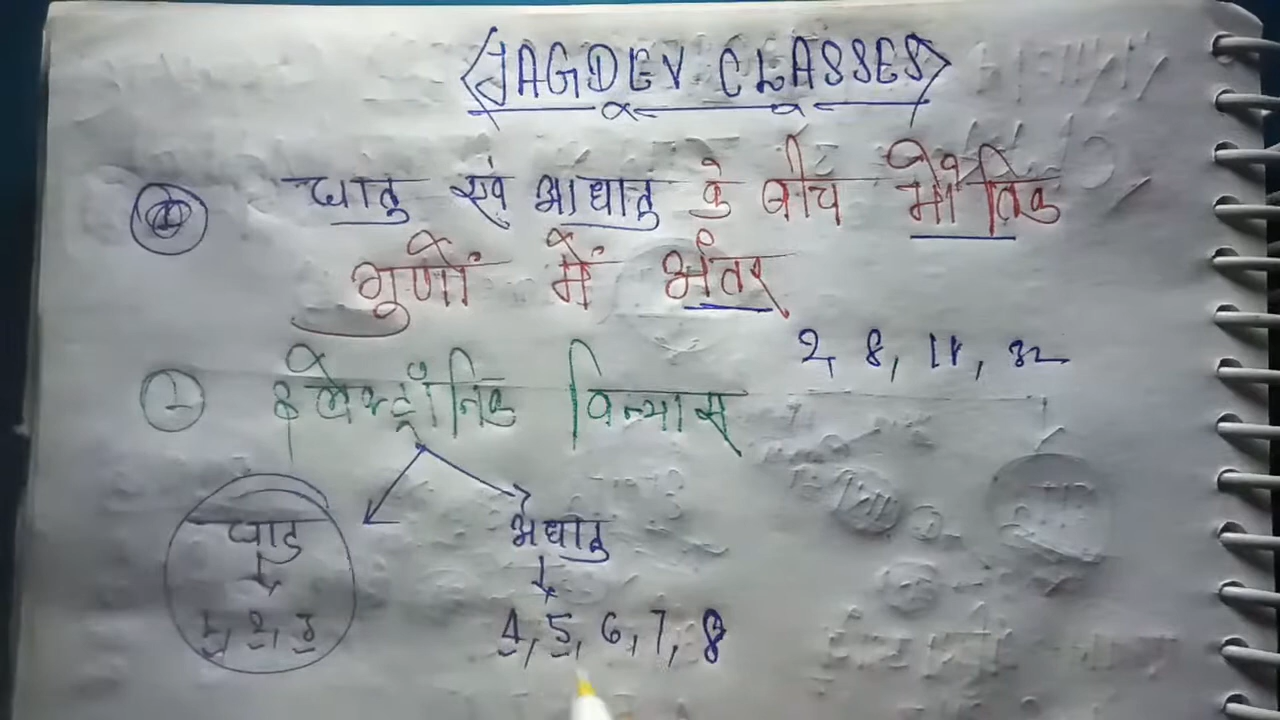 JAGDEV CLASSES
धातु एवं अधातु के बीच भौतिक
गुणों में अंतर
2, 8, 18, 32
1 इलेक्ट्रॉनिक विन्यास
धातु अधातु
1, 2, 3 4, 5, 6, 7, 8